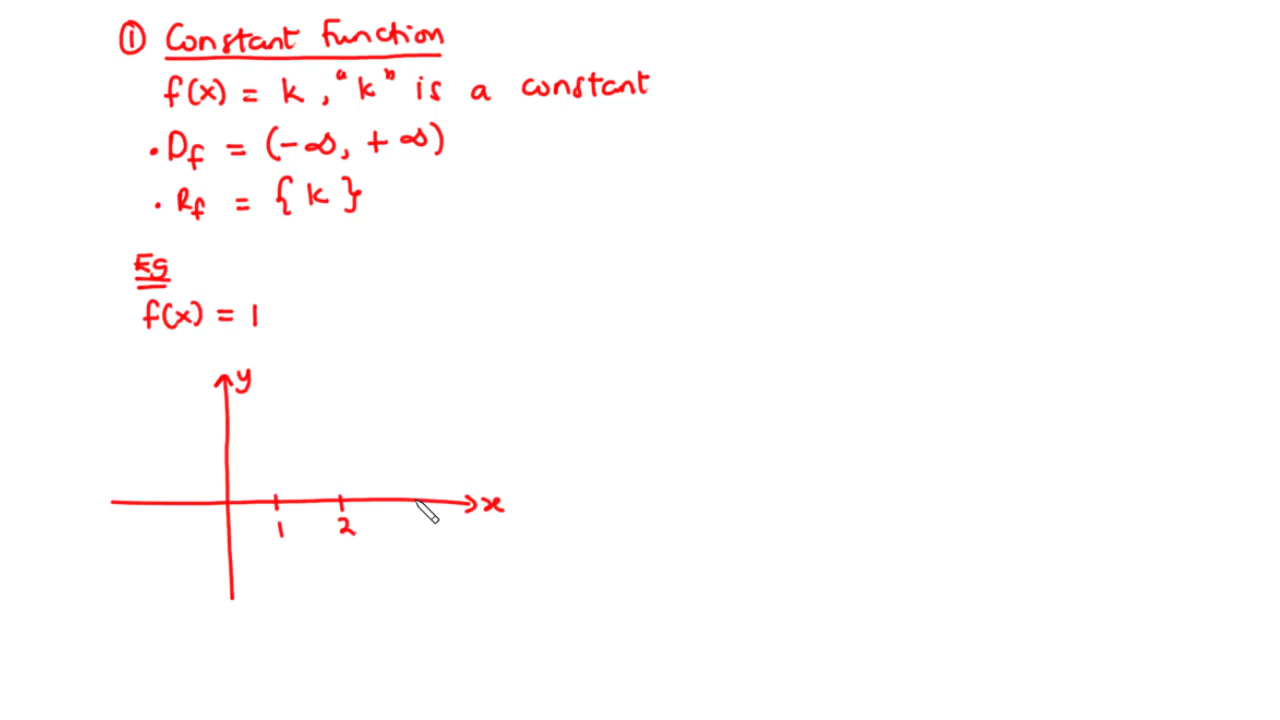 ① Constant Function
f(x) = k, "k" is a constant
• Df = (-∞, +∞)
• Rf = {k}
Eg
f(x) = 1
y
x
1 2